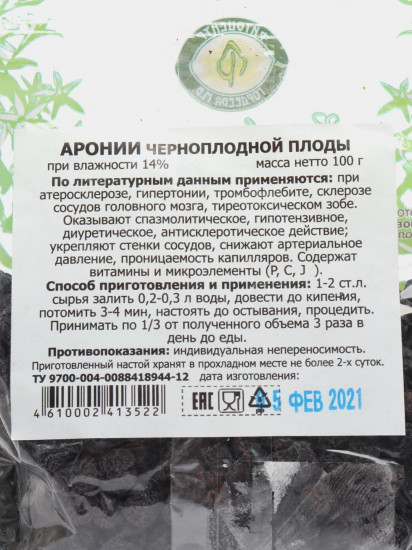 АРОНИИ ЧЕРНОПЛОДНОЙ ПЛОДЫ
при влажности 14% масса нетто 100 г
По литературным данным применяются: при
атеросклерозе, гипертонии, тромбофлебите, склерозе
сосудов головного мозга, тиреотоксическом зобе.
Оказывают спазмолитическое, гипотензивное,
диуретическое, антисклеротическое действие;
укрепляют стенки сосудов, снижают артериальное
давление, проницаемость капилляров. Содержат
витамины и микроэлементы (Р, С, J ).
Способ приготовления и применения: 1-2 ст.л.
сырья залить 0,2-0,3 л воды, довести до кипения,
потомить 3-4 мин, настоять до остывания, процедить.
Принимать по 1/3 от полученного объема 3 раза в
день до еды.
Противопоказания: индивидуальная непереносимость.
Приготовленный настой хранят в прохладном месте не более 2-х суток.
ТУ 9700-004-0088418944-12 дата изготовления:
4610002413522
ЕАС
5 ФЕВ 2021